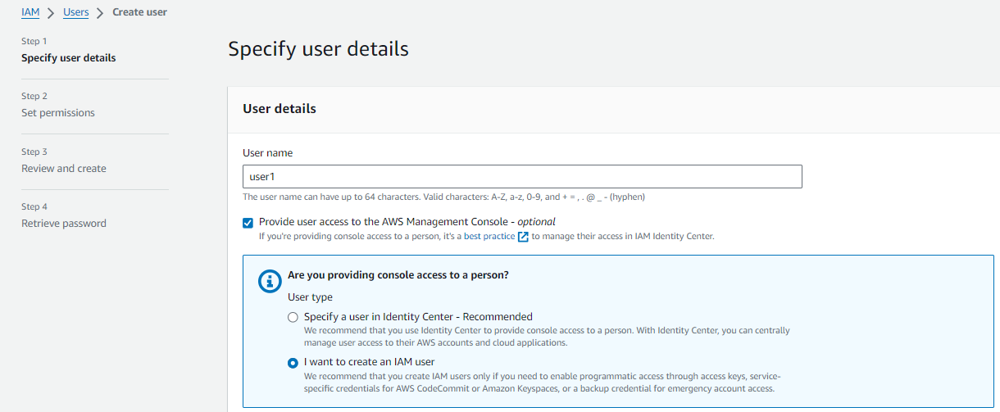 IAM > Users > Create user
Step 1
Specify user details
Step 2
Set permissions
Step 3
Review and create
Step 4
Retrieve password
Specify user details
User details
User name
user1
The user name can have up to 64 characters. Valid characters: A-Z, a-z, 0-9, and + = , . @ _ - (hyphen)
Provide user access to the AWS Management Console - optional
If you're providing console access to a person, it's a best practice to manage their access in IAM Identity Center.
Are you providing console access to a person?
User type
Specify a user in Identity Center - Recommended
We recommend that you use Identity Center to provide console access to a person. With Identity Center, you can centrally
manage user access to their AWS accounts and cloud applications.
I want to create an IAM user
We recommend that you create IAM users only if you need to enable programmatic access through access keys, service-
specific credentials for AWS CodeCommit or Amazon Keyspaces, or a backup credential for emergency account access.